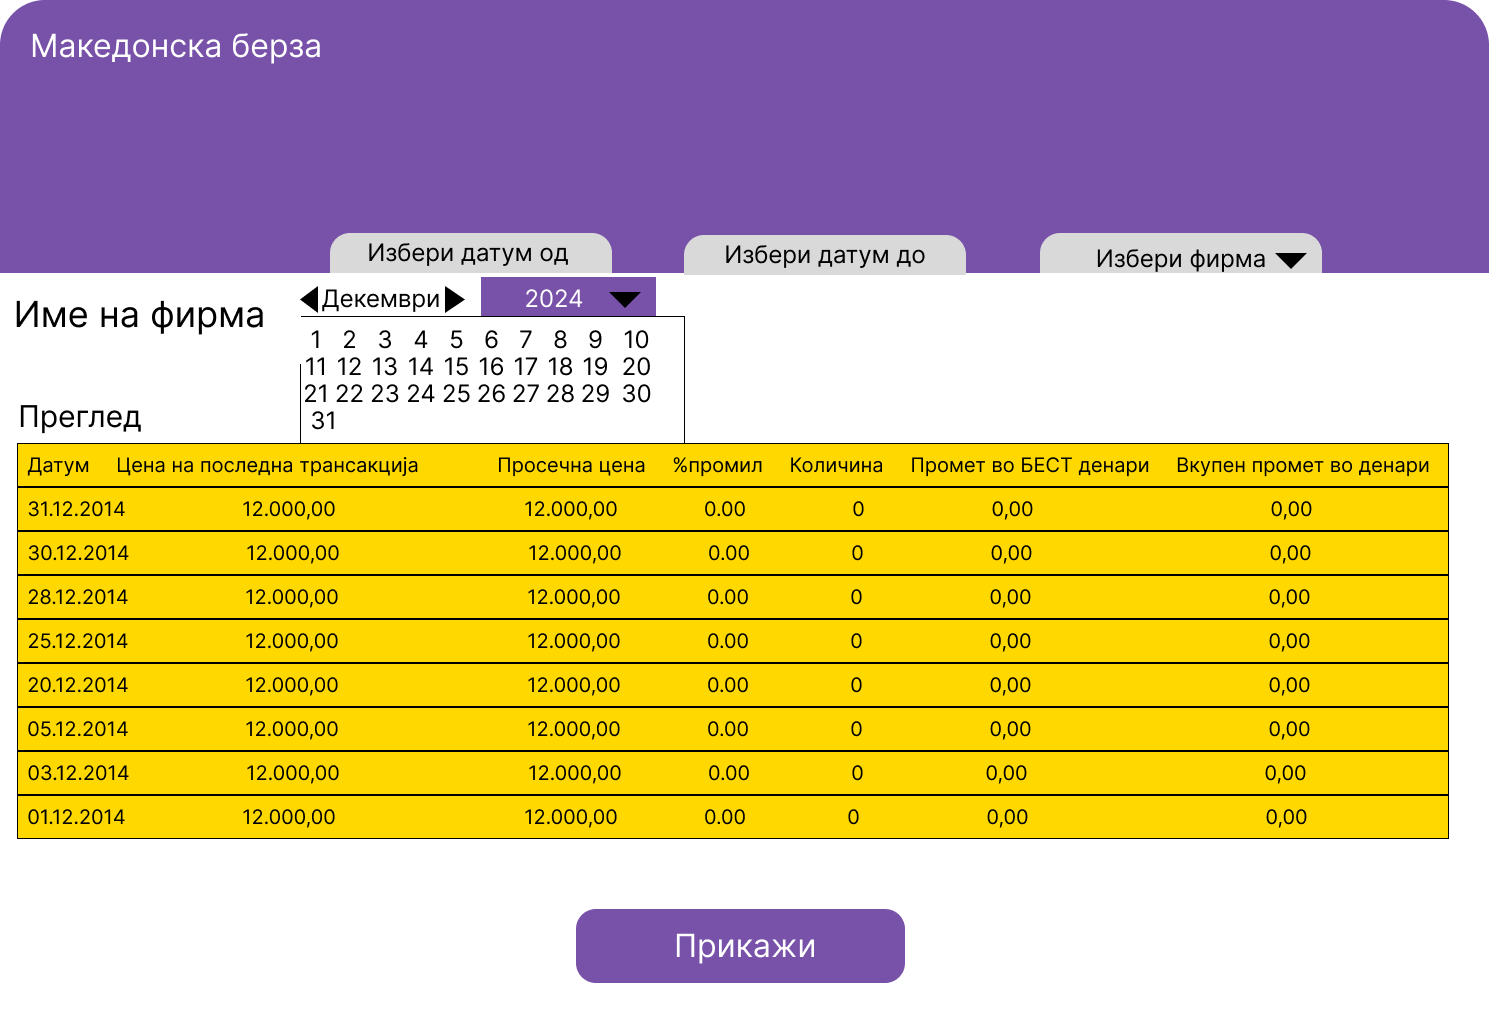 Македонска берза
Избери датум од Избери датум до Избери фирма
Име на фирма
Декември 2024
1 2 3 4 5 6 7 8 9 10
11 12 13 14 15 16 17 18 19 20
21 22 23 24 25 26 27 28 29 30
31
Преглед
Датум Цена на последна трансакција Просечна цена %промил Количина Промет во БЕСТ денари Вкупен промет во денари
31.12.2014 12.000,00 12.000,00 0.00 0 0,00 0,00
30.12.2014 12.000,00 12.000,00 0.00 0 0,00 0,00
28.12.2014 12.000,00 12.000,00 0.00 0 0,00 0,00
25.12.2014 12.000,00 12.000,00 0.00 0 0,00 0,00
20.12.2014 12.000,00 12.000,00 0.00 0 0,00 0,00
05.12.2014 12.000,00 12.000,00 0.00 0 0,00 0,00
03.12.2014 12.000,00 12.000,00 0.00 0 0,00 0,00
01.12.2014 12.000,00 12.000,00 0.00 0 0,00 0,00
Прикажи